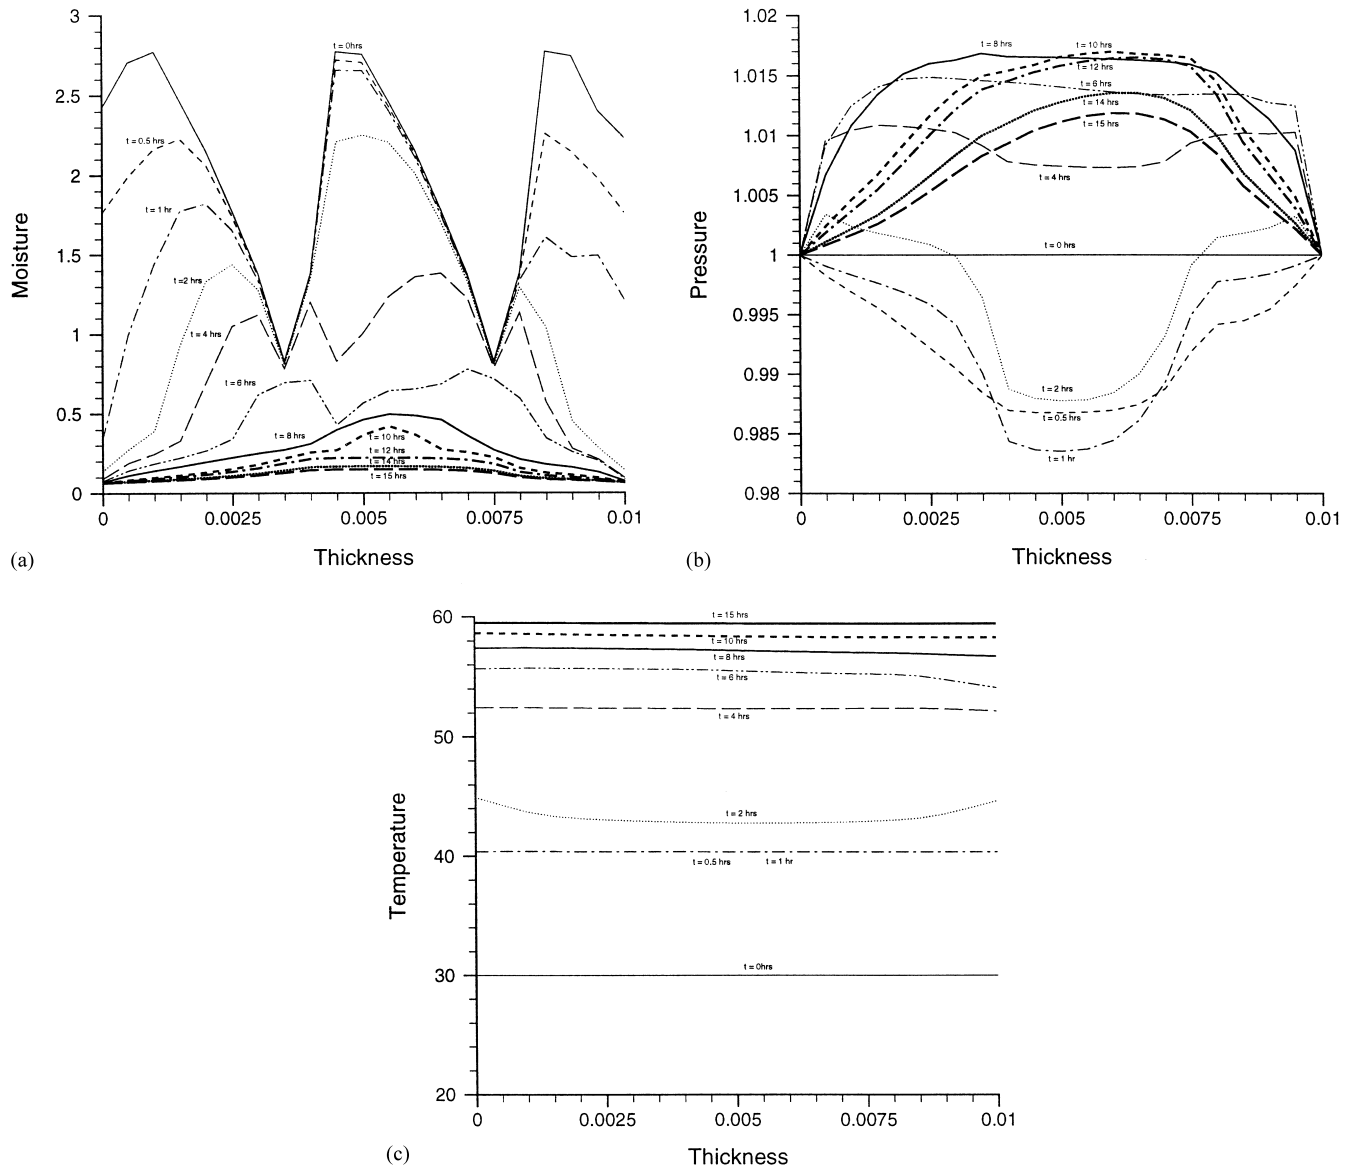 3
2.5
2
1.5
1
0.5
0
Moisture
t = 0hrs
t = 0.5 hrs
t = 1 hr
t =2 hrs
t = 4 hrs
t = 6 hrs
t = 8 hrs
t = 10 hrs
t = 12 hrs
t = 14 hrs
t = 15 hrs
0 0.0025 0.005 0.0075 0.01
Thickness
(a)
1.02
1.015
1.01
1.005
1
0.995
0.99
0.985
0.98
Pressure
t = 8 hrs
t = 10 hrs
t = 12 hrs
t = 6 hrs
t = 14 hrs
t = 15 hrs
t = 4 hrs
t = 0 hrs
t = 2 hrs
t = 0.5 hrs
t = 1 hr
0 0.0025 0.005 0.0075 0.01
Thickness
(b)
60
50
40
30
20
Temperature
t = 15 hrs
t = 10 hrs
t = 8 hrs
t = 6 hrs
t = 4 hrs
t = 2 hrs
t = 0.5 hrs t = 1 hr
t = 0hrs
0 0.0025 0.005 0.0075 0.01
Thickness
(c)